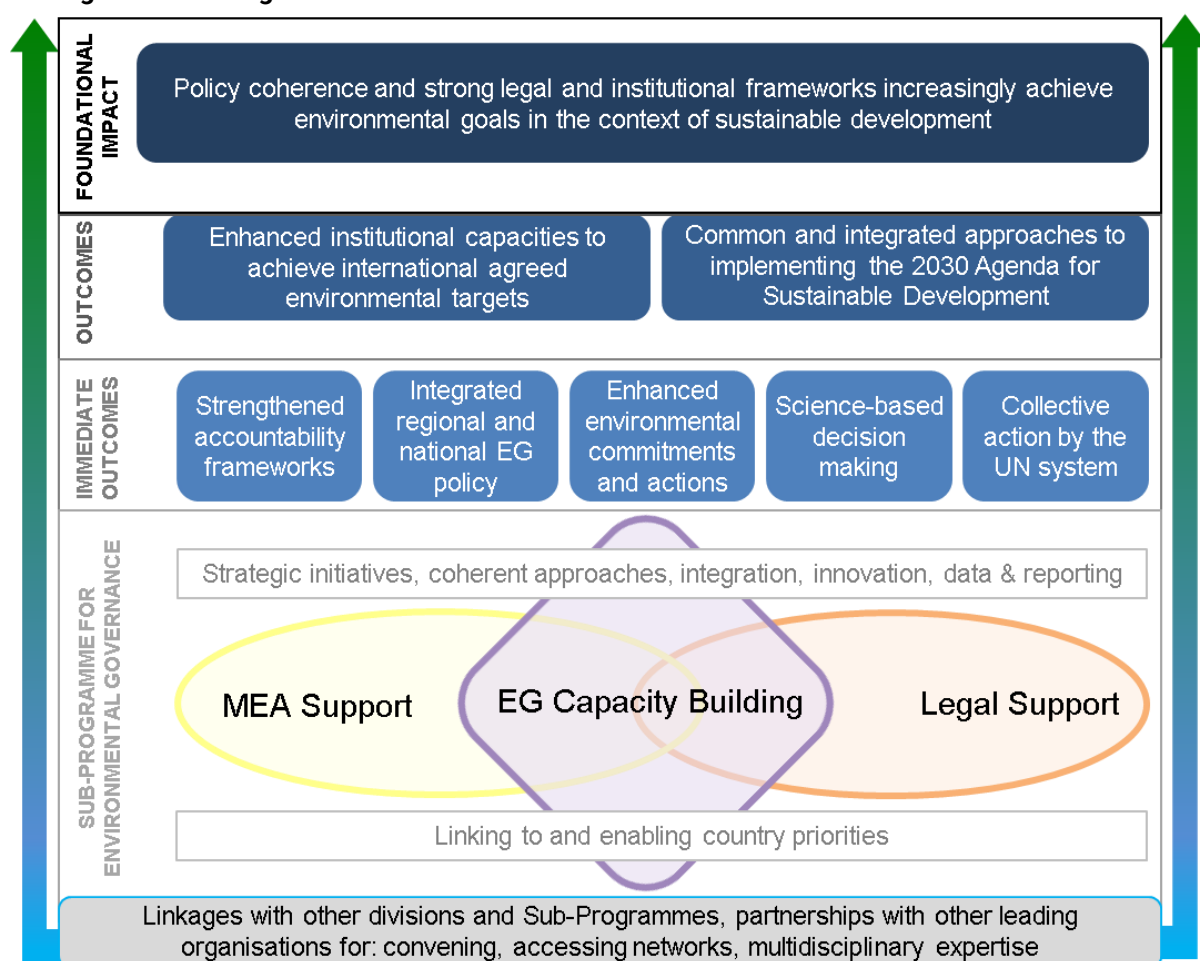 FOUNDATIONAL
IMPACT
Policy coherence and strong legal and institutional frameworks increasingly achieve
environmental goals in the context of sustainable development
OUTCOMES
Enhanced institutional capacities to
achieve international agreed
environmental targets
Common and integrated approaches to
implementing the 2030 Agenda for
Sustainable Development
IMMEDIATE
OUTCOMES
Strengthened
accountability
frameworks
Integrated
regional and
national EG
policy
Enhanced
environmental
commitments
and actions
Science-based
decision
making
Collective
action by the
UN system
SUB-PROGRAMME FOR
ENVIRONMENTAL GOVERNANCE
Strategic initiatives, coherent approaches, integration, innovation, data & reporting
MEA Support
EG Capacity Building
Legal Support
Linking to and enabling country priorities
Linkages with other divisions and Sub-Programmes, partnerships with other leading
organisations for: convening, accessing networks, multidisciplinary expertise